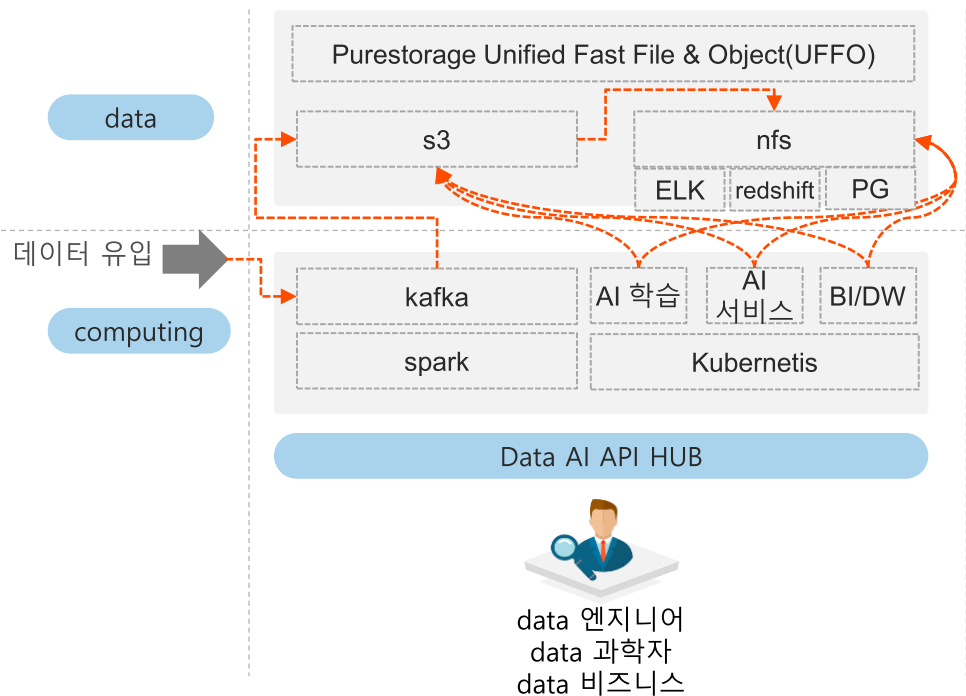 Purestorage Unified Fast File & Object(UFFO)
data
s3
nfs
ELK
redshift
PG
데이터 유입
kafka
AI 학습
AI
서비스
BI/DW
computing
spark
Kubernetis
Data AI API HUB
data 엔지니어
data 과학자
data 비즈니스